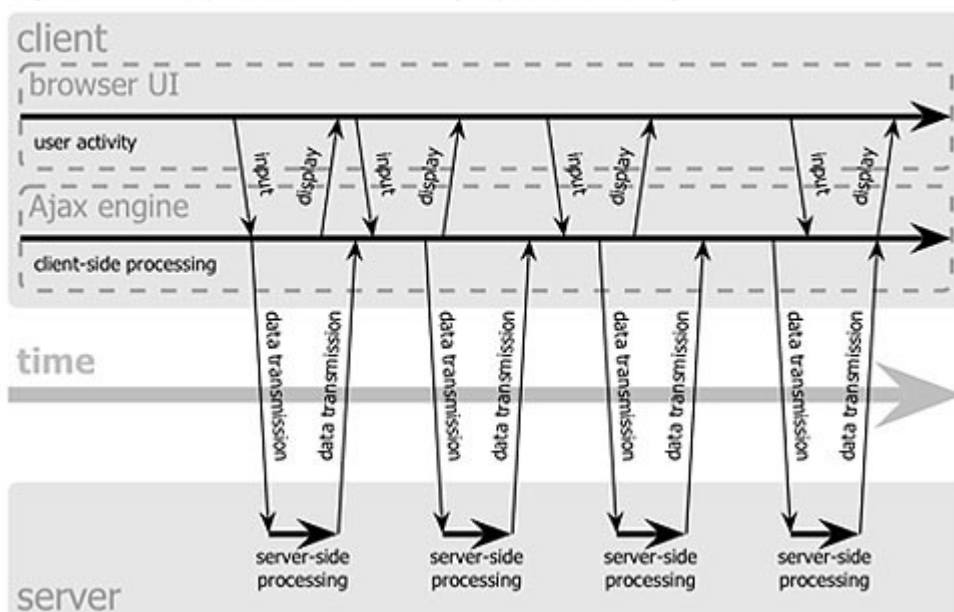 client
browser UI
user activity
input
display
input
display
input
display
input
display
Ajax engine
client-side processing
data transmission
data transmission
data transmission
data transmission
data transmission
data transmission
data transmission
data transmission
time
server-side
processing
server-side
processing
server-side
processing
server-side
processing
server